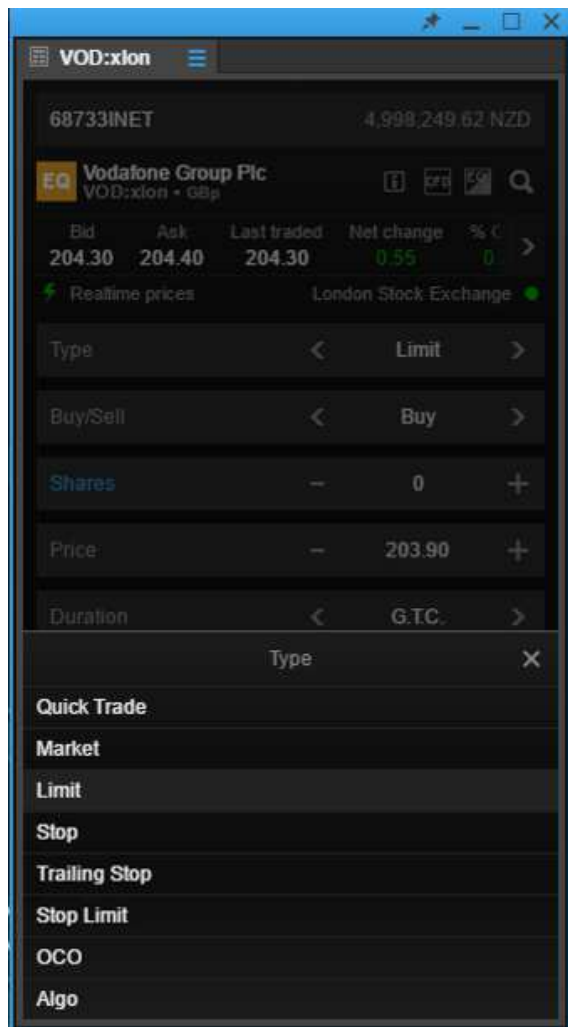 VOD:xlon
68733INET 4,998,249.62 NZD
EQ Vodafone Group Plc
VOD:xlon • GBp
CFD
Bid Ask Last traded Net change % C
204.30 204.40 204.30 0.55 0.
Realtime prices London Stock Exchange
Type Limit
Buy/Sell Buy
Shares 0
Price 203.90
Duration G.T.C.
Type
Quick Trade
Market
Limit
Stop
Trailing Stop
Stop Limit
OCO
Algo